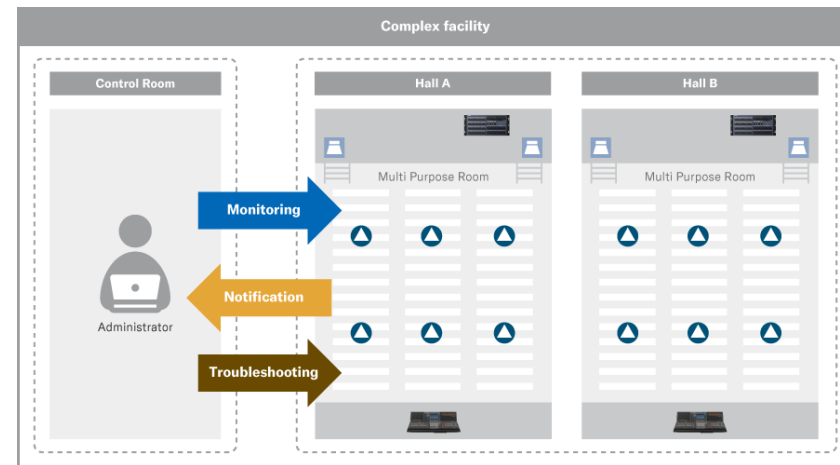 Complex facility
Control Room
Hall A
Hall B
Multi Purpose Room
Multi Purpose Room
Monitoring
Notification
Administrator
Troubleshooting